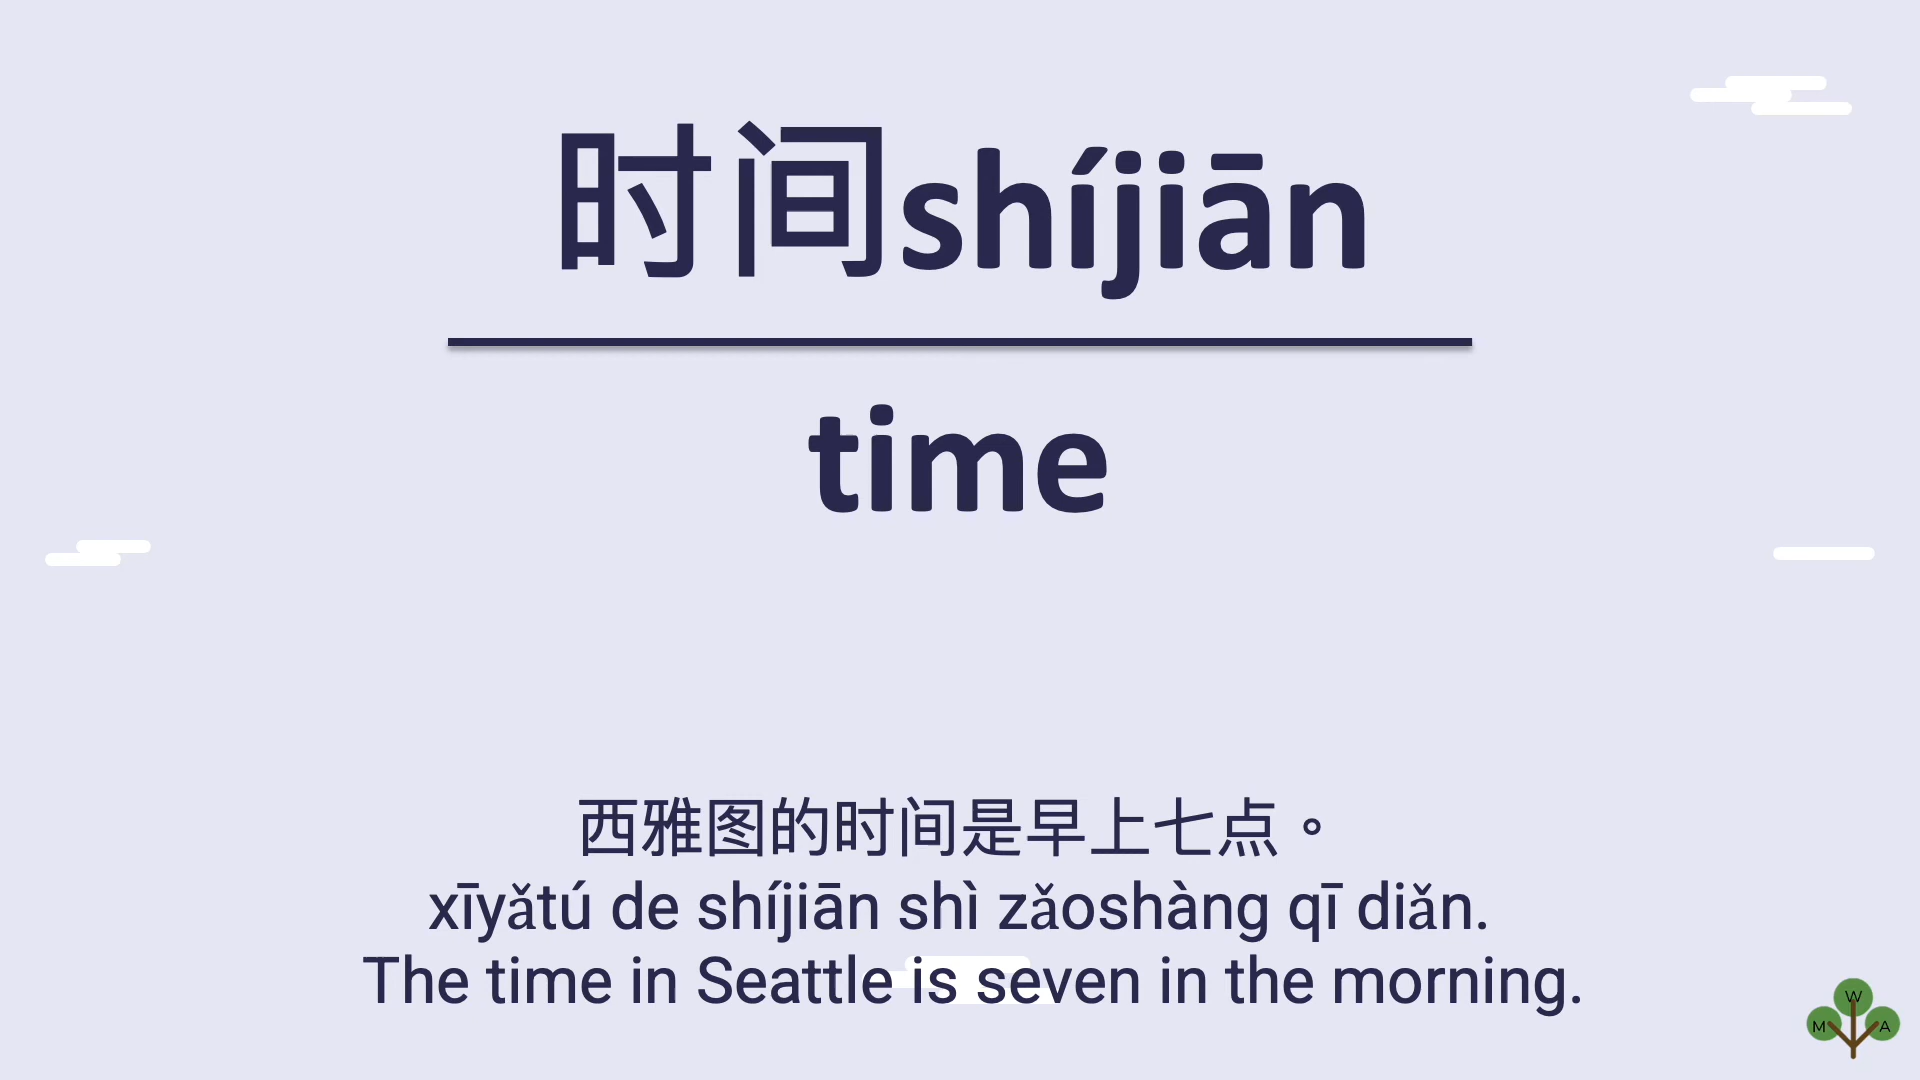 时间shíjiān
time
西雅图的时间是早上七点。
xīyǎtú de shíjiān shì zǎoshàng qī diǎn.
The time in Seattle is seven in the morning.
W
M A